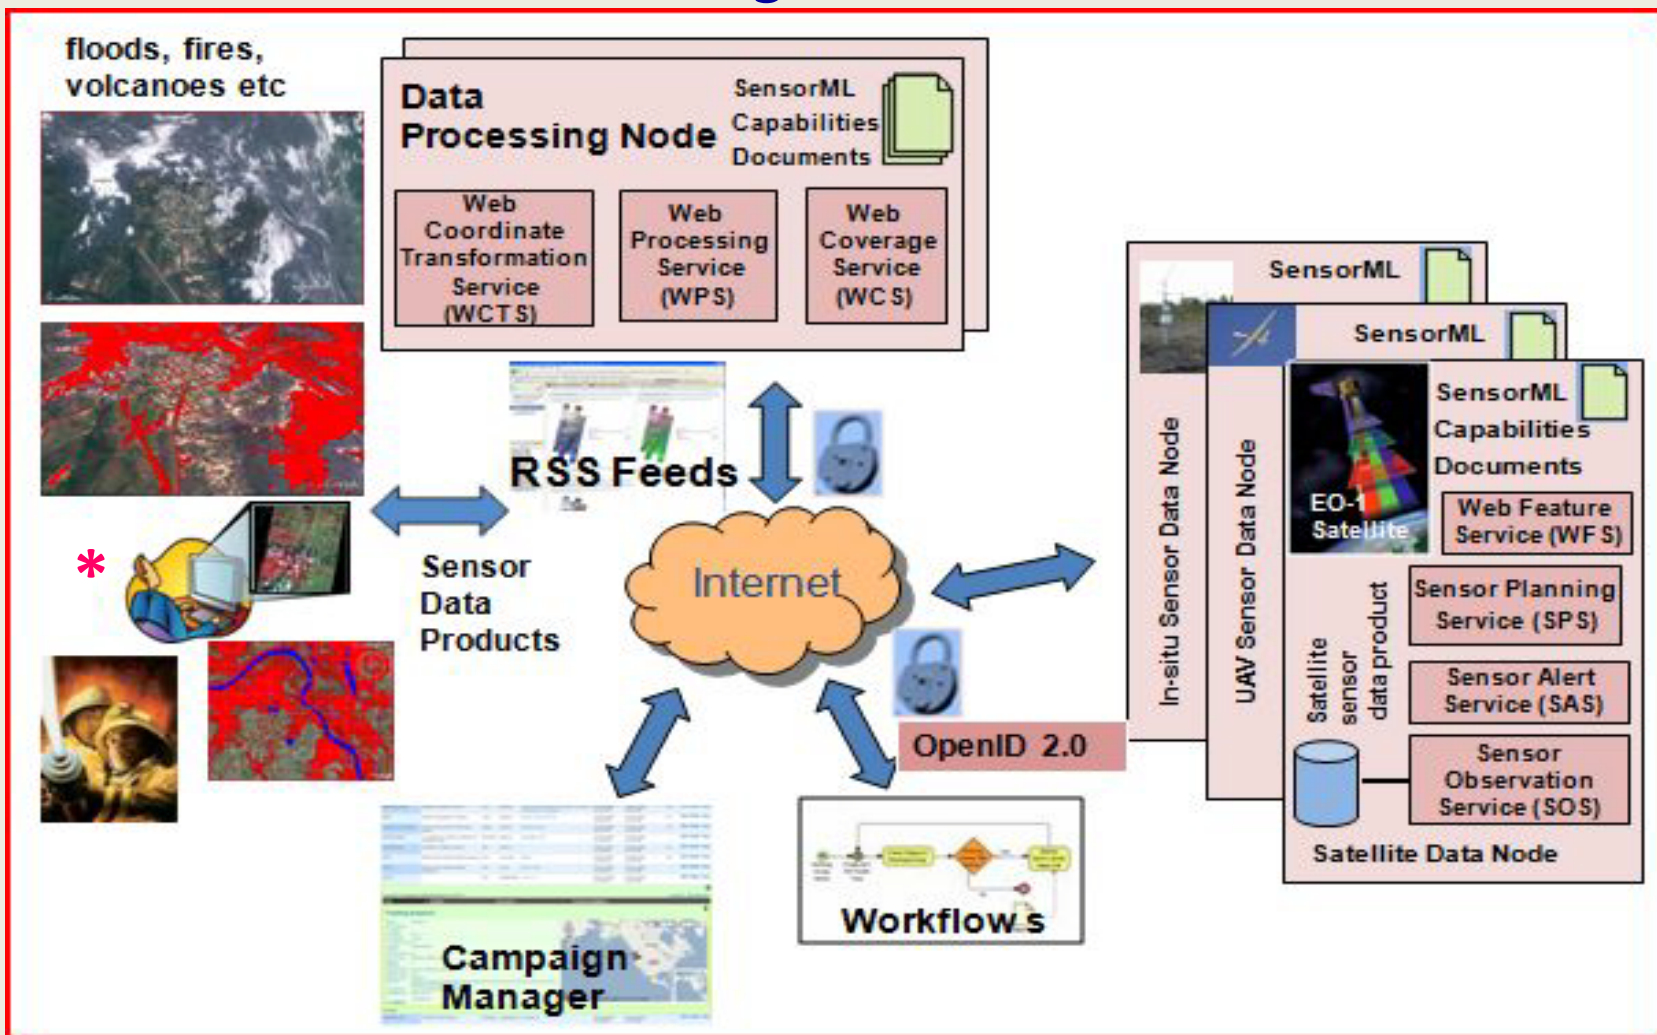 floods, fires,
volcanoes etc
Data
Processing Node
SensorML
Capabilities
Documents
Web
Coordinate
Transformation
Service
(WCTS)
Web
Processing
Service
(WPS)
Web
Coverage
Service
(WCS)
RSS Feeds
Sensor
Data
Products
*
Internet
OpenID 2.0
Campaign
Manager
Workflows
SensorML
In-situ Sensor Data Node
SensorML
UAV Sensor Data Node
SensorML
Capabilities
Documents
EO-1
Satellite
Web Feature
Service (WFS)
Sensor Planning
Service (SPS)
Sensor Alert
Service (SAS)
Sensor
Observation
Service (SOS)
Satellite
sensor
data product
Satellite Data Node